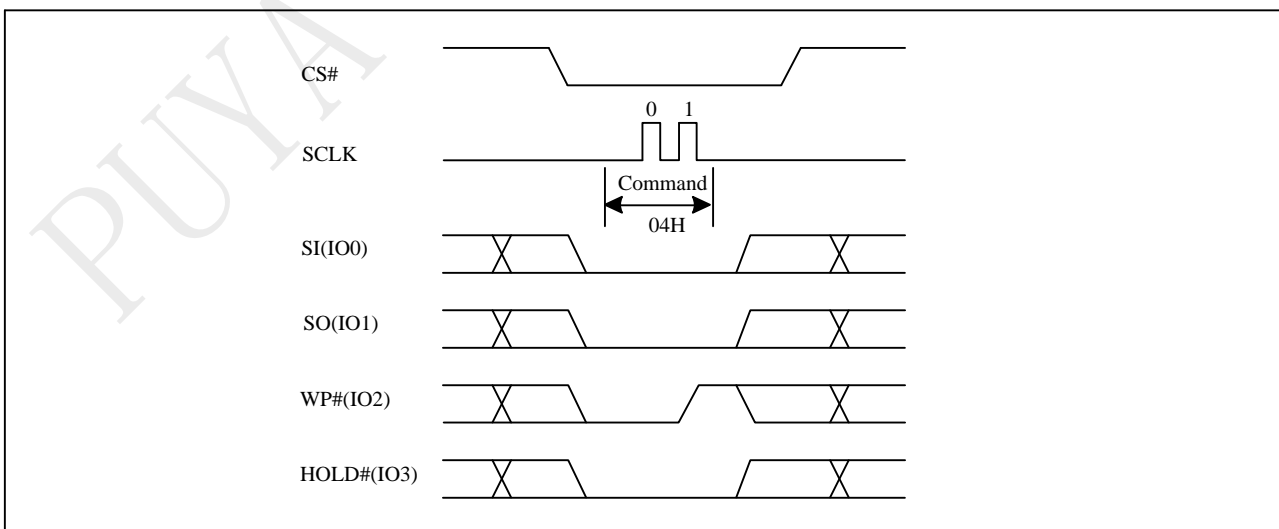 PUYA
CS#
0 1
SCLK
Command
04H
SI(IO0)
SO(IO1)
WP#(IO2)
HOLD#(IO3)